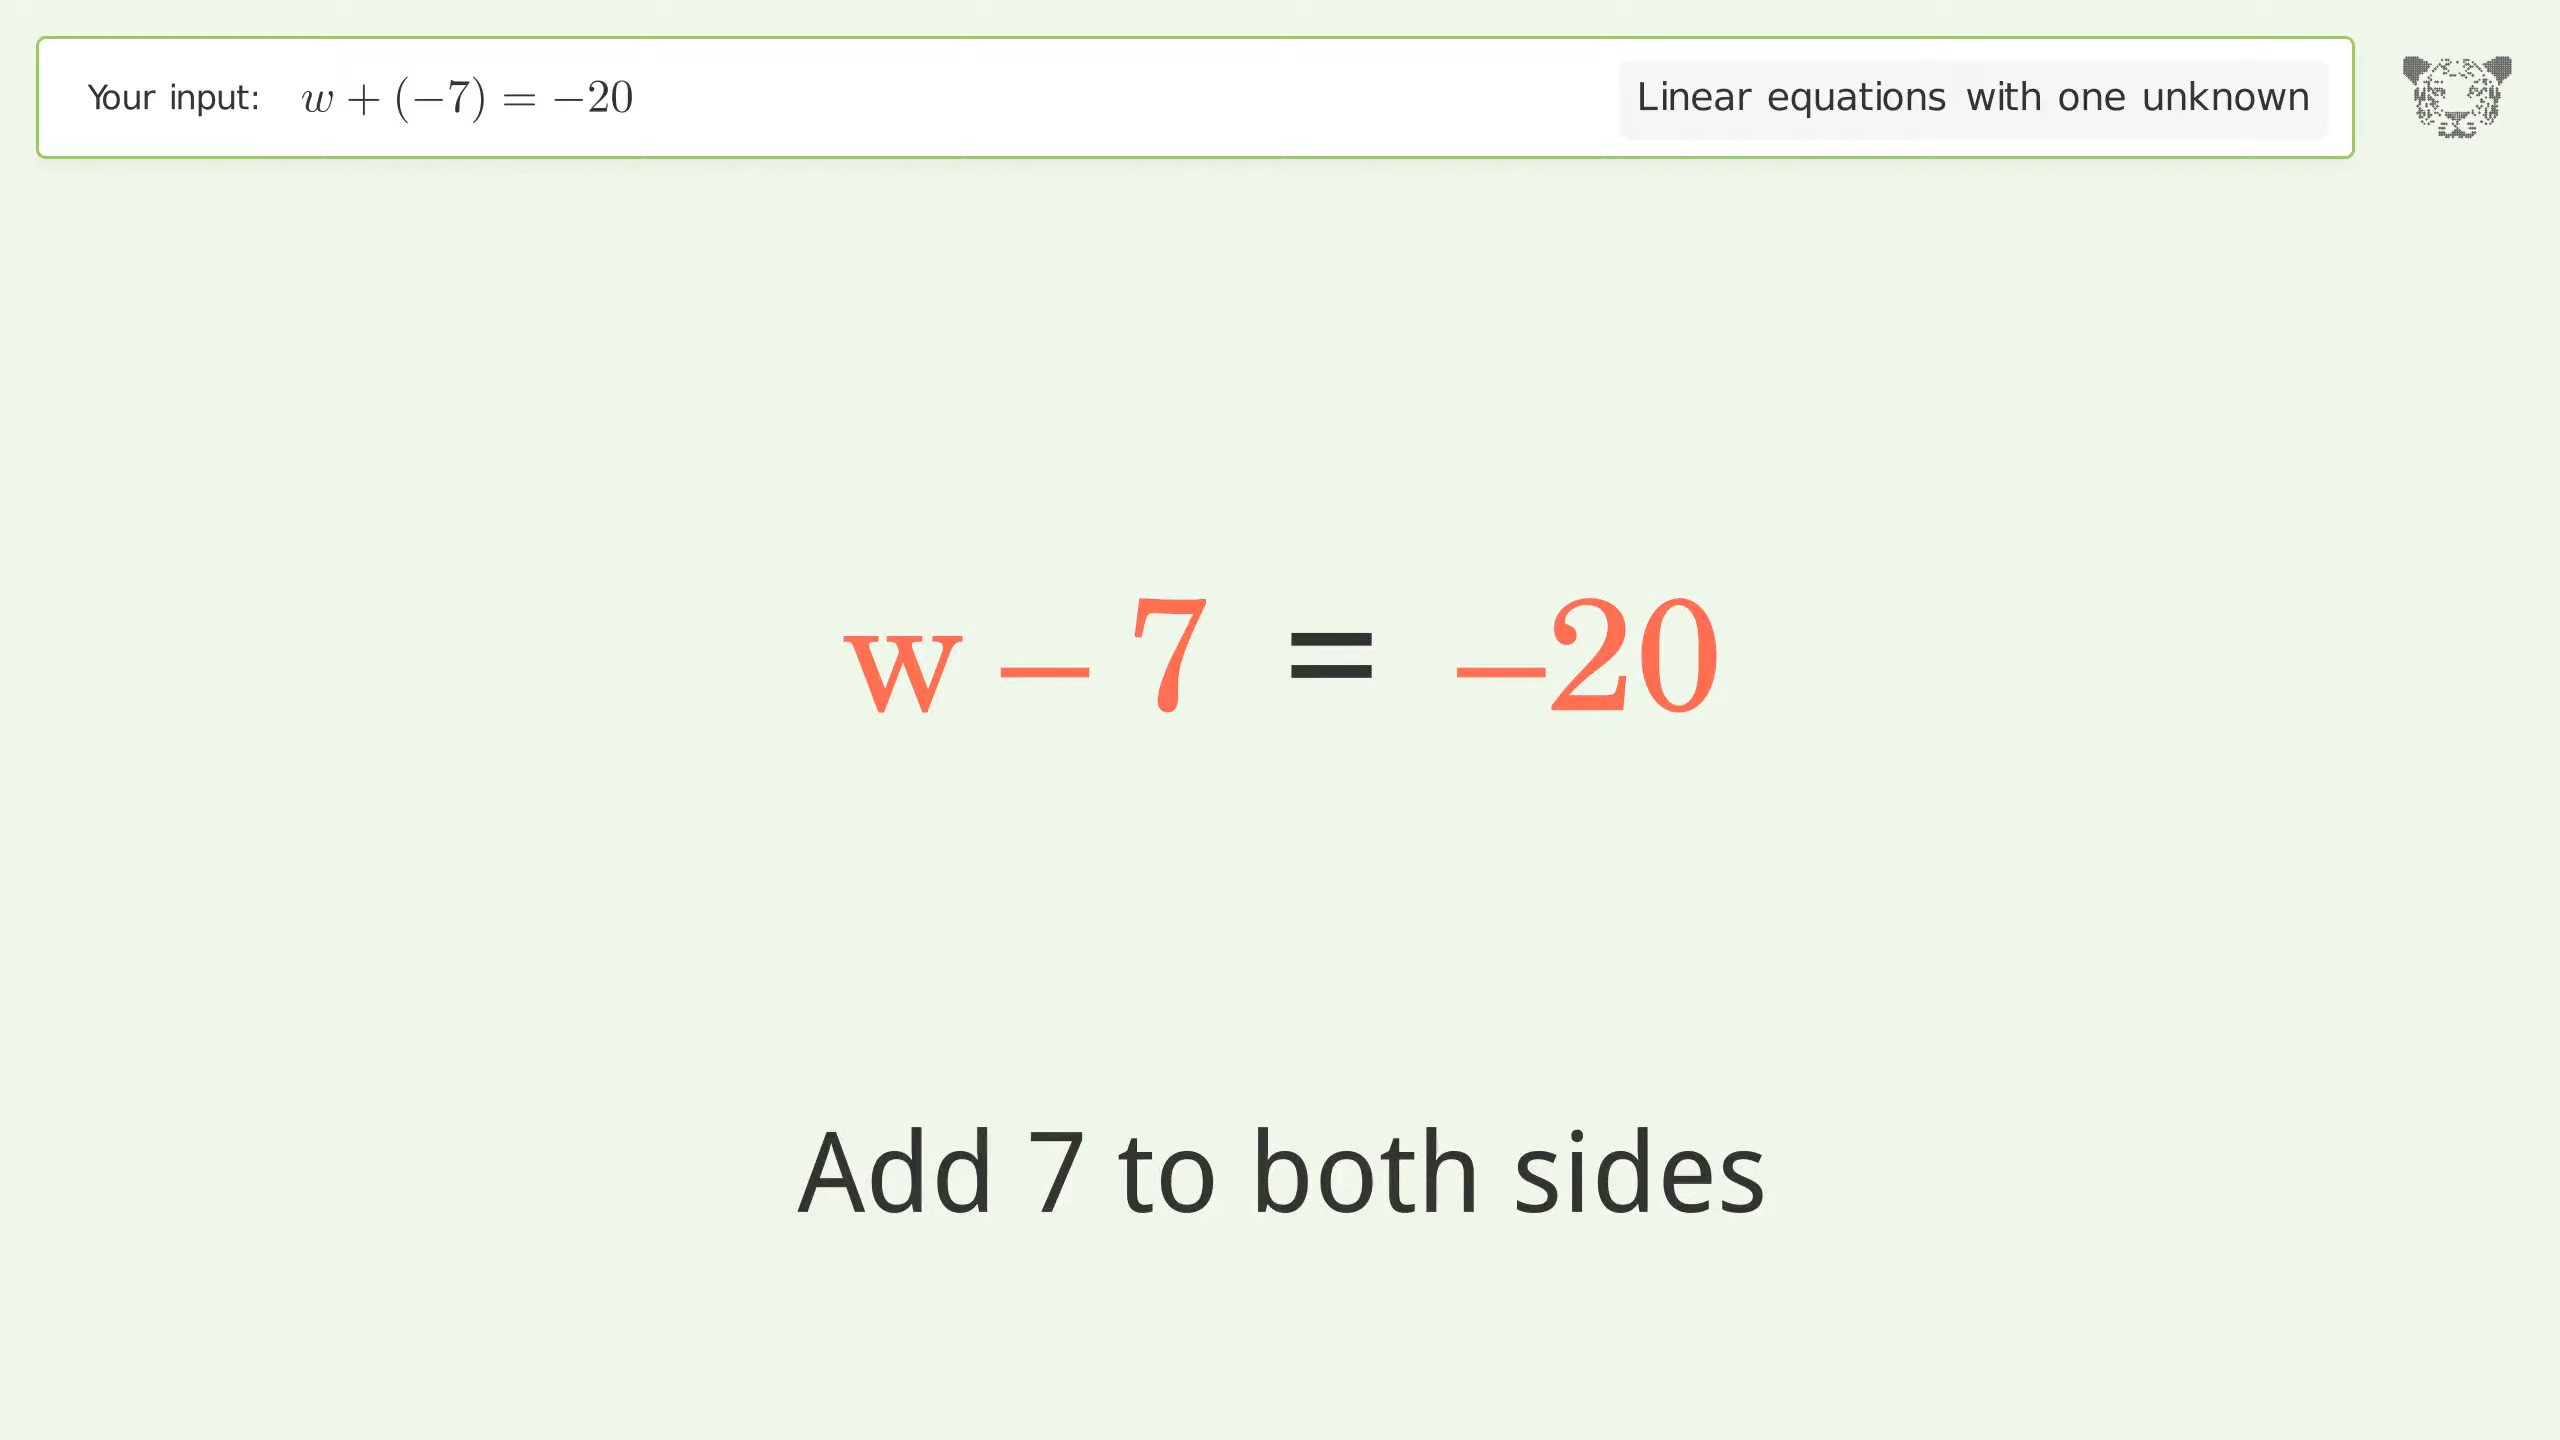 Your input: w + (−7) = −20
Linear equations with one unknown
w − 7 = −20
Add 7 to both sides